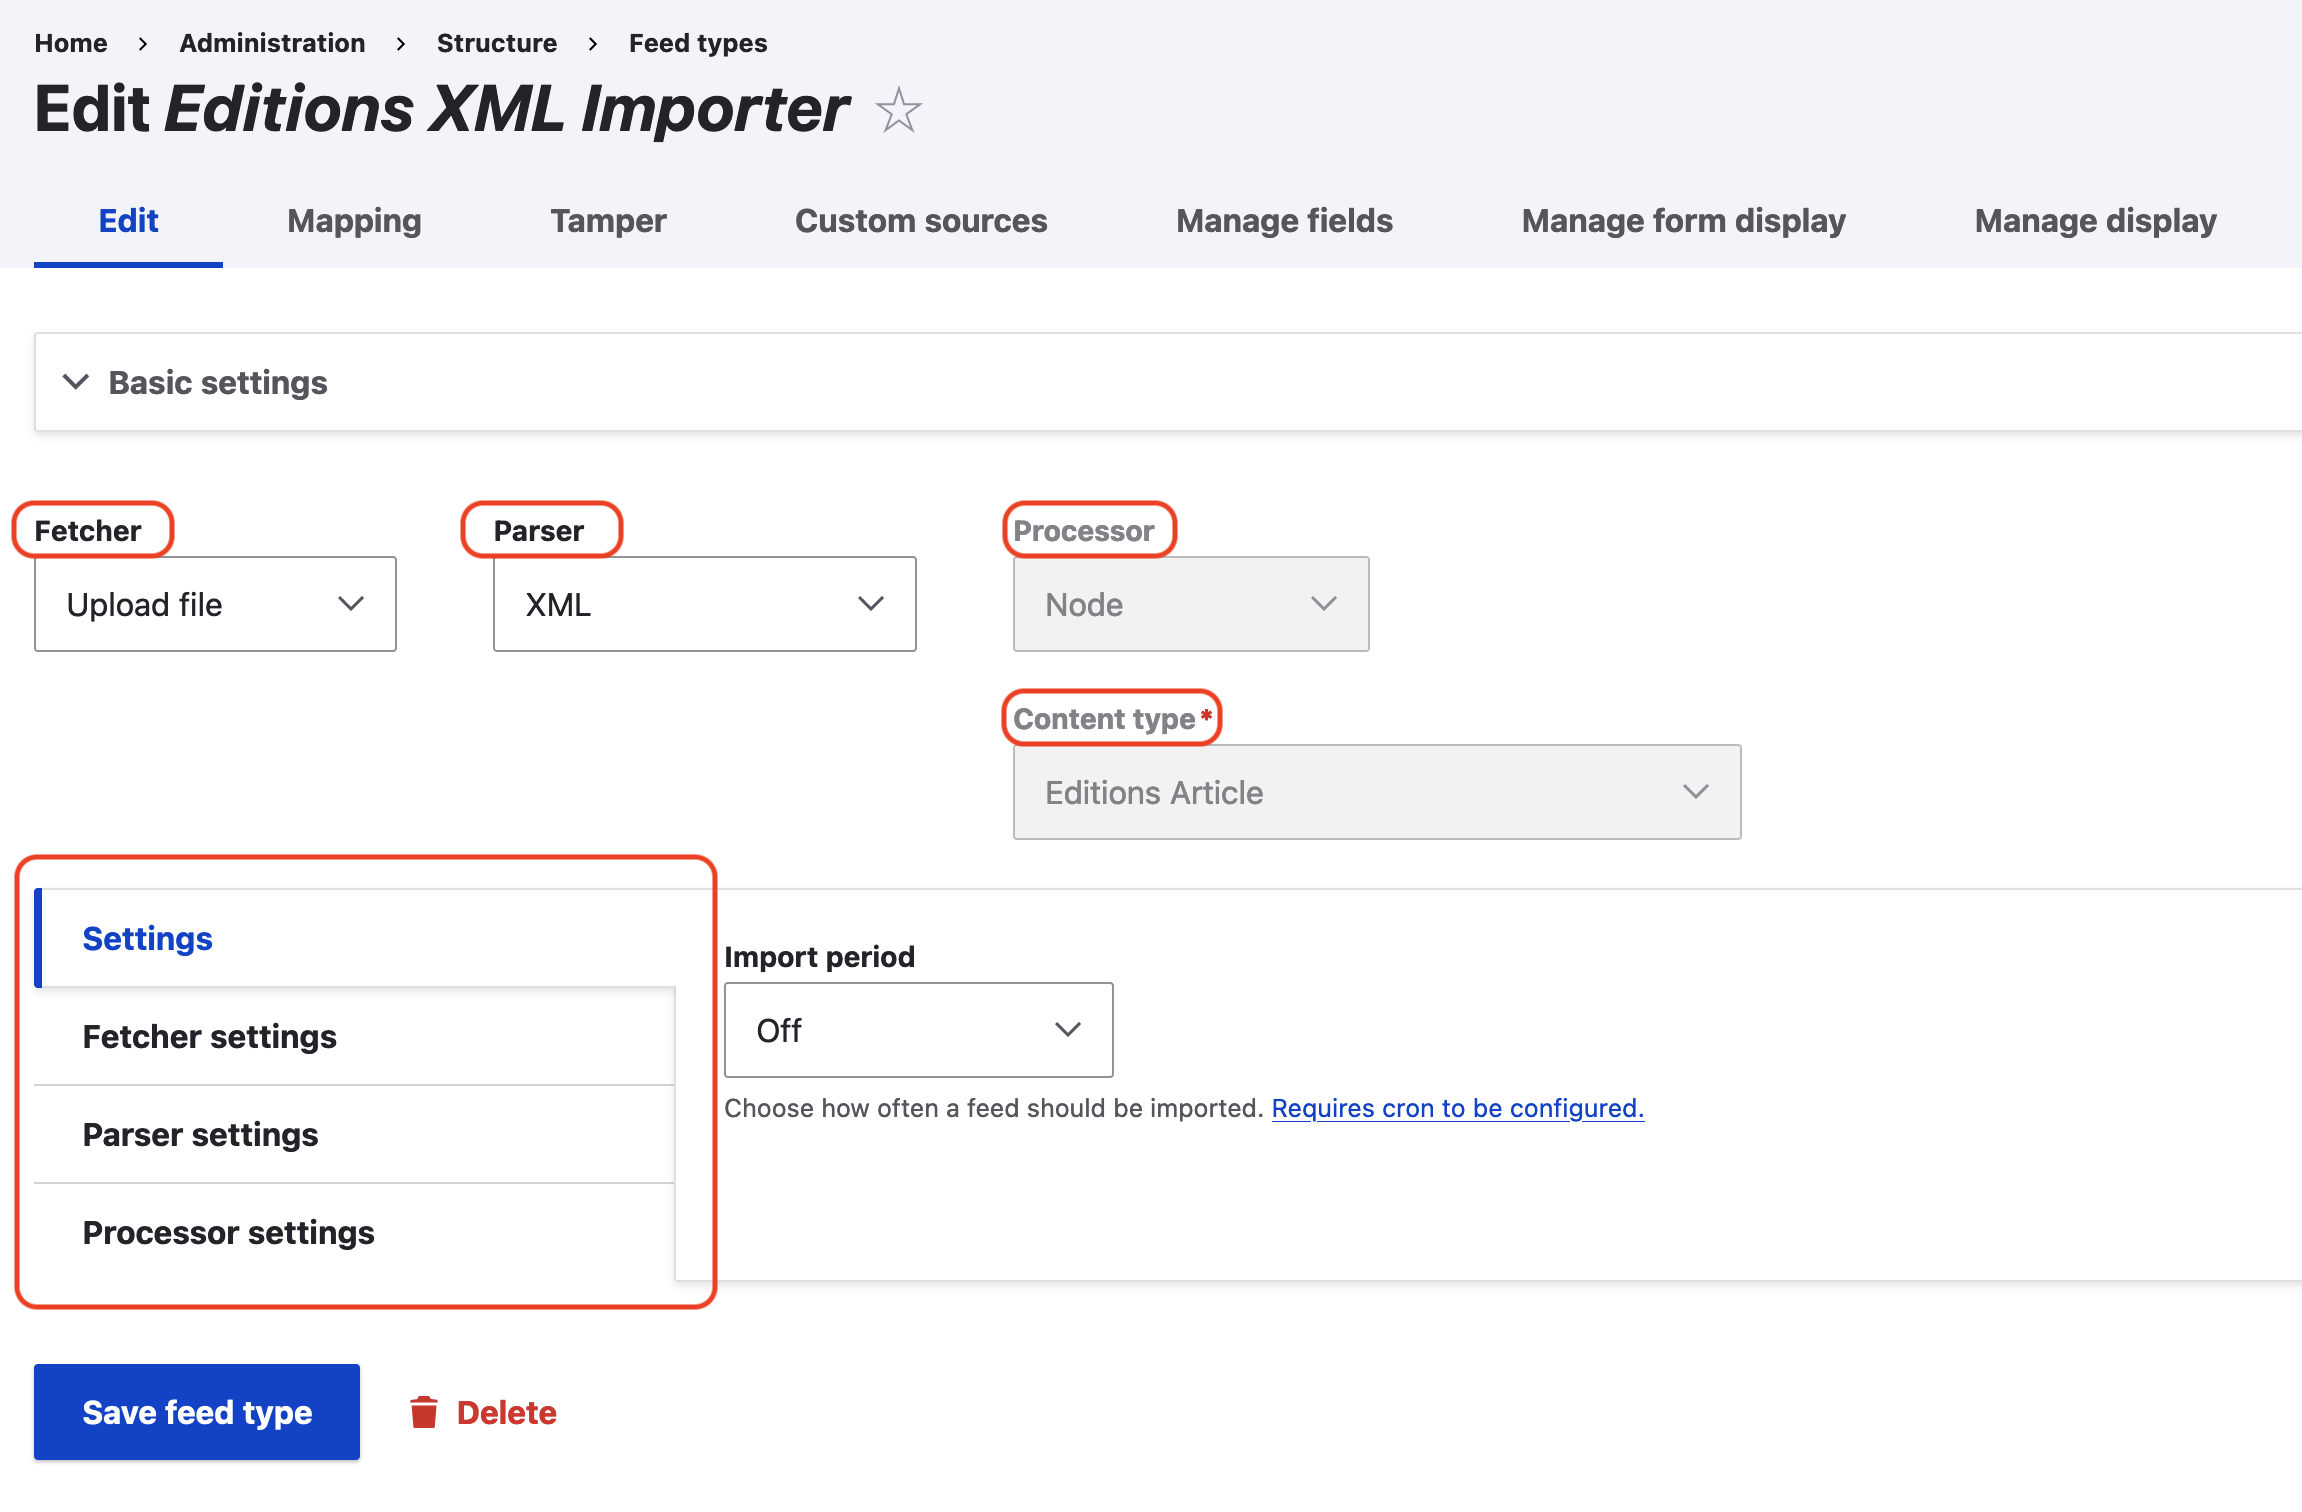 Home › Administration › Structure › Feed types
Edit Editions XML Importer
Edit Mapping Tamper Custom sources Manage fields Manage form display Manage display
Basic settings
Fetcher Parser Processor
Upload file XML Node
Content type*
Editions Article
Settings
Import period
Off
Fetcher settings
Choose how often a feed should be imported. Requires cron to be configured.
Parser settings
Processor settings
Save feed type Delete